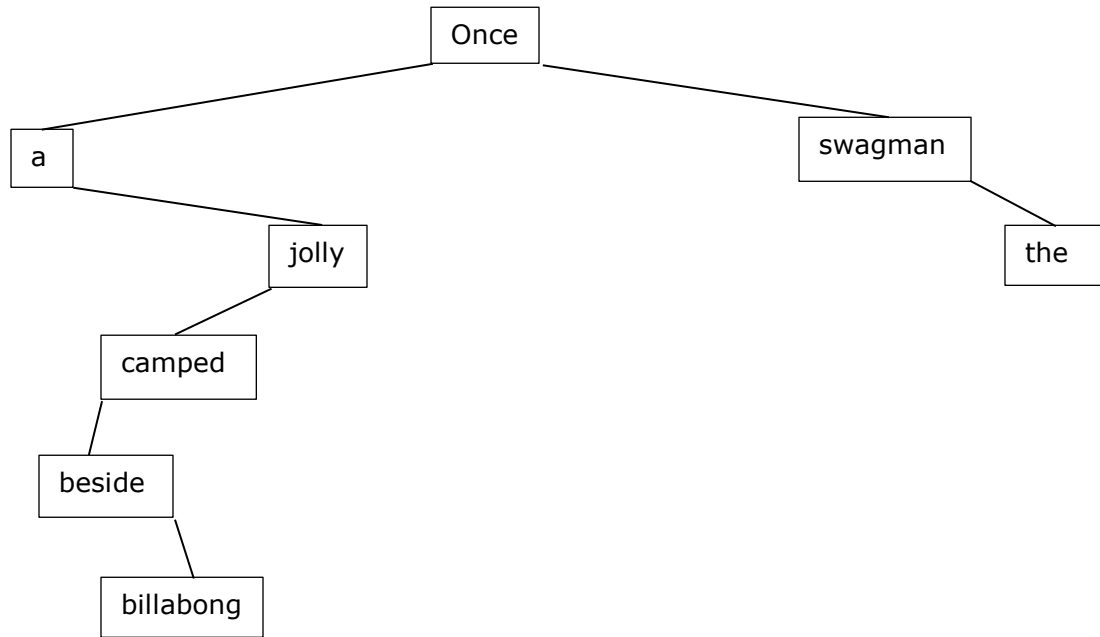 Once
a
swagman
jolly
the
camped
beside
billabong